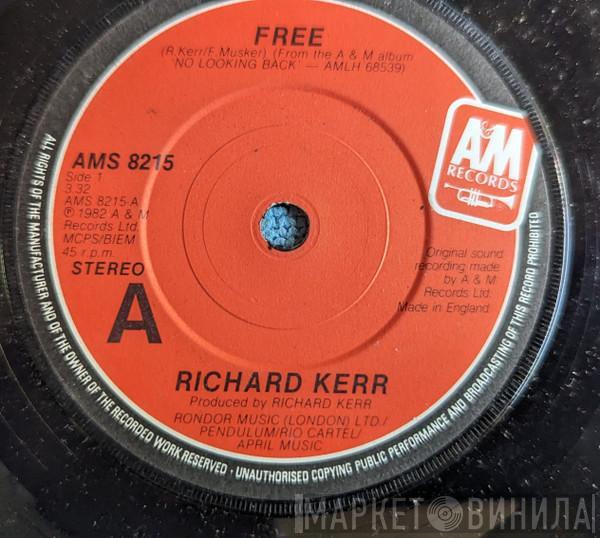 FREE
(R.Kerr/F.Musker) (From the A & M album
'NO LOOKING BACK' — AMLH 68539)
A&M
RECORDS
AMS 8215
Side 1
3.32
AMS 8215-A
℗ 1982 A & M
Records Ltd.
MCPS/BIEM
45 r.p.m.
STEREO
A
Original sound
recording made
by A & M
Records Ltd.
Made in England
RICHARD KERR
Produced by RICHARD KERR
RONDOR MUSIC (LONDON) LTD./
PENDULUM/RIO CARTEL/
APRIL MUSIC
ALL RIGHTS OF THE MANUFACTURER AND OF THE OWNER OF THE RECORDED WORK RESERVED · UNAUTHORISED COPYING PUBLIC PERFORMANCE AND BROADCASTING OF THIS RECORD PROHIBITED
МАРКЕТ ВИНИЛА